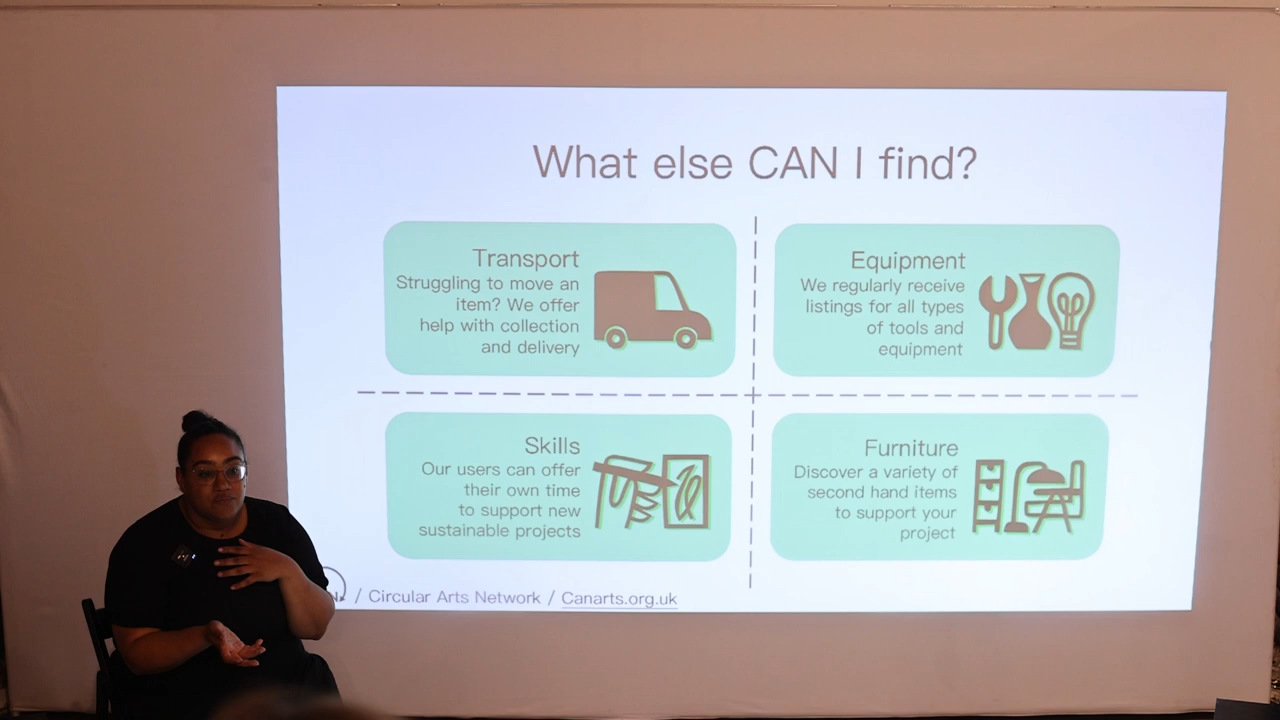 What else CAN I find?
Transport
Struggling to move an
item? We offer
help with collection
and delivery
Equipment
We regularly receive
listings for all types
of tools and
equipment
Skills
Our users can offer
their own time
to support new
sustainable projects
Furniture
Discover a variety of
second hand items
to support your
project
/ Circular Arts Network / Canarts.org.uk